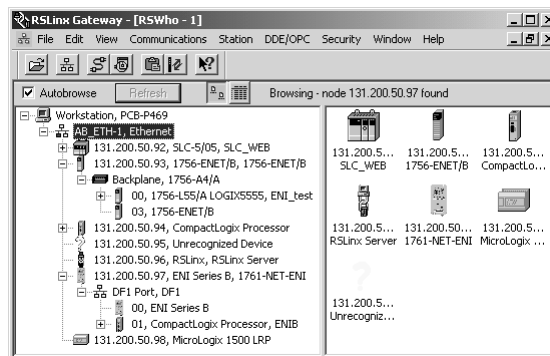 RSLinx Gateway - [RSWho - 1]
File Edit View Communications Station DDE/OPC Security Window Help
Autobrowse Refresh Browsing - node 131.200.50.97 found
Workstation, PCB-P469
AB_ETH-1, Ethernet
131.200.50.92, SLC-5/05, SLC_WEB
131.200.50.93, 1756-ENET/B, 1756-ENET/B
Backplane, 1756-A4/A
00, 1756-L55/A LOGIX5555, ENI_test
03, 1756-ENET/B
131.200.50.94, CompactLogix Processor
131.200.50.95, Unrecognized Device
131.200.50.96, RSLinx, RSLinx Server
131.200.50.97, ENI Series B, 1761-NET-ENI
DF1 Port, DF1
00, ENI Series B
01, CompactLogix Processor, ENIB
131.200.50.98, MicroLogix 1500 LRP
131.200.5... 131.200.5... 131.200.5...
SLC_WEB 1756-ENET/B CompactLo...
131.200.5... 131.200.5... 131.200.5...
RSLinx Server 1761-NET-ENI MicroLogix ...
131.200.5...
Unrecogniz...